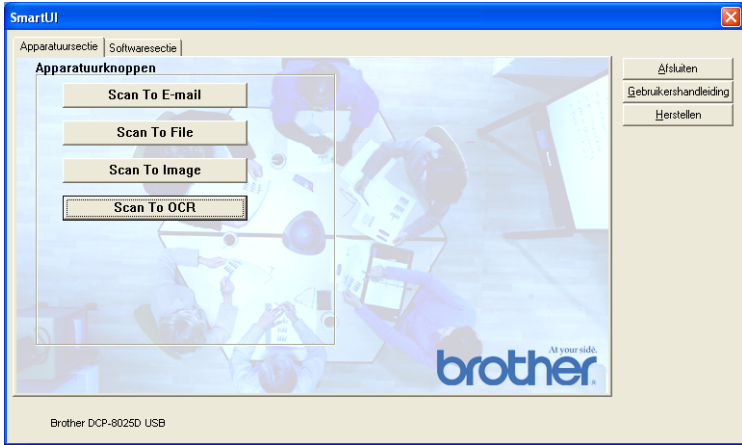 SmartUI
Apparatuursectie
Softwaresectie
Apparatuurknoppen
Scan To E-mail
Scan To File
Scan To Image
Scan To OCR
Afsluiten
Gebruikershandleiding
Herstellen
At your side.
brother
Brother DCP-8025D USB